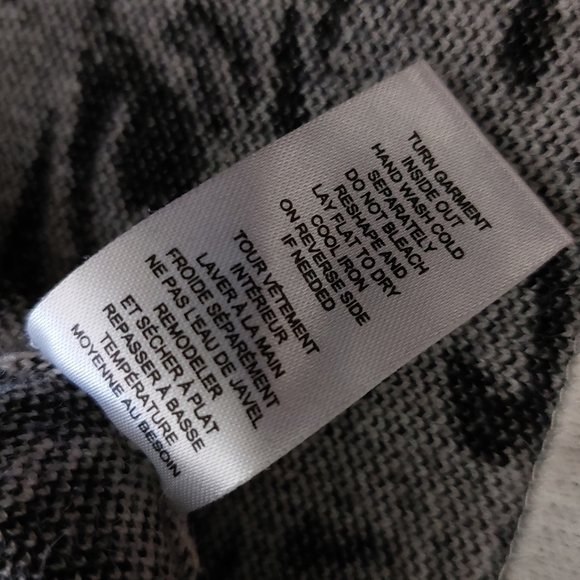 TURN GARMENT
INSIDE OUT
HAND WASH COLD
SEPARATELY
DO NOT BLEACH
RESHAPE AND
LAY FLAT TO DRY
COOL IRON
ON REVERSE SIDE
IF NEEDED
TOUR VÊTEMENT
INTÉRIEUR
LAVER À LA MAIN
FROIDE SÉPARÉMENT
NE PAS L'EAU DE JAVEL
REMODELER
ET SÉCHER À PLAT
REPASSER À BASSE
TEMPÉRATURE
MOYENNE AU BESOIN